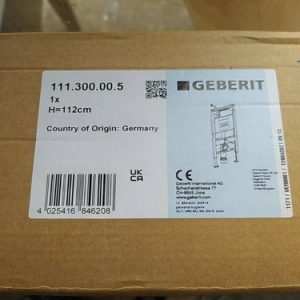 111.300.00.5
1x
H=112cm
Country of Origin: Germany
UK
CA
4 025416 846208
GEBERIT
CE
Geberit International AG
Schachenstrasse 77
CH-8645 Jona
www.geberit.com